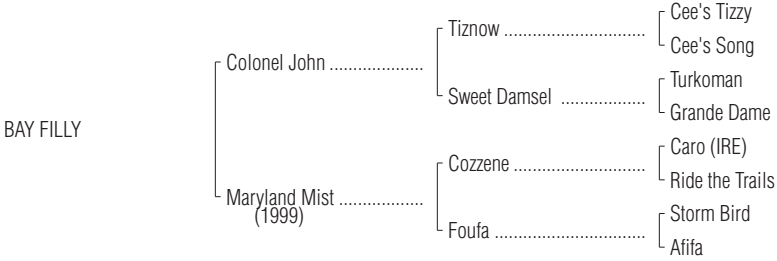 Cee's Tizzy
Tiznow ..............................
Cee's Song
Colonel John ....................
Turkoman
Sweet Damsel ..................
Grande Dame
BAY FILLY
Caro (IRE)
Cozzene ............................
Ride the Trails
Maryland Mist ..................
(1999)
Storm Bird
Foufa ................................
Afifa